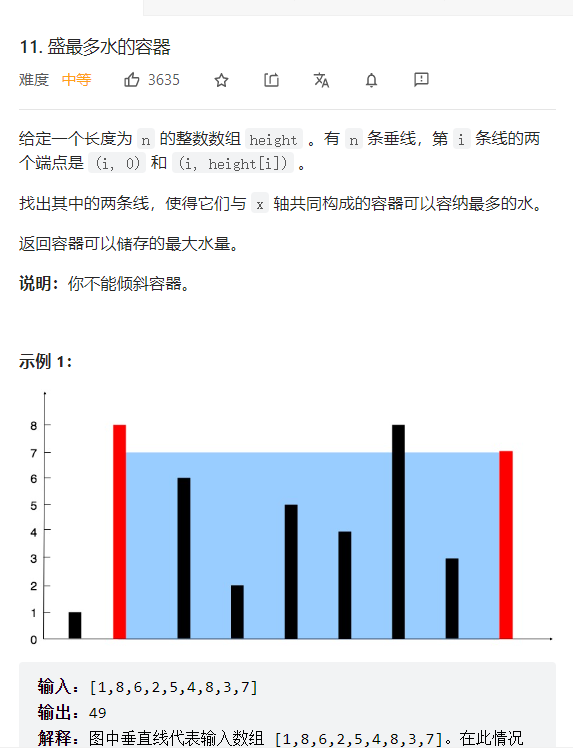 11. 盛最多水的容器
难度 中等 3635
给定一个长度为 n 的整数数组 height 。有 n 条垂线，第 i 条线的两
个端点是 (i, 0) 和 (i, height[i]) 。
找出其中的两条线，使得它们与 x 轴共同构成的容器可以容纳最多的水。
返回容器可以储存的最大水量。
说明：你不能倾斜容器。
示例 1：
8
7
6
5
4
3
2
1
0
输入：[1,8,6,2,5,4,8,3,7]
输出：49
解释：图中垂直线代表输入数组 [1,8,6,2,5,4,8,3,7]。在此情况